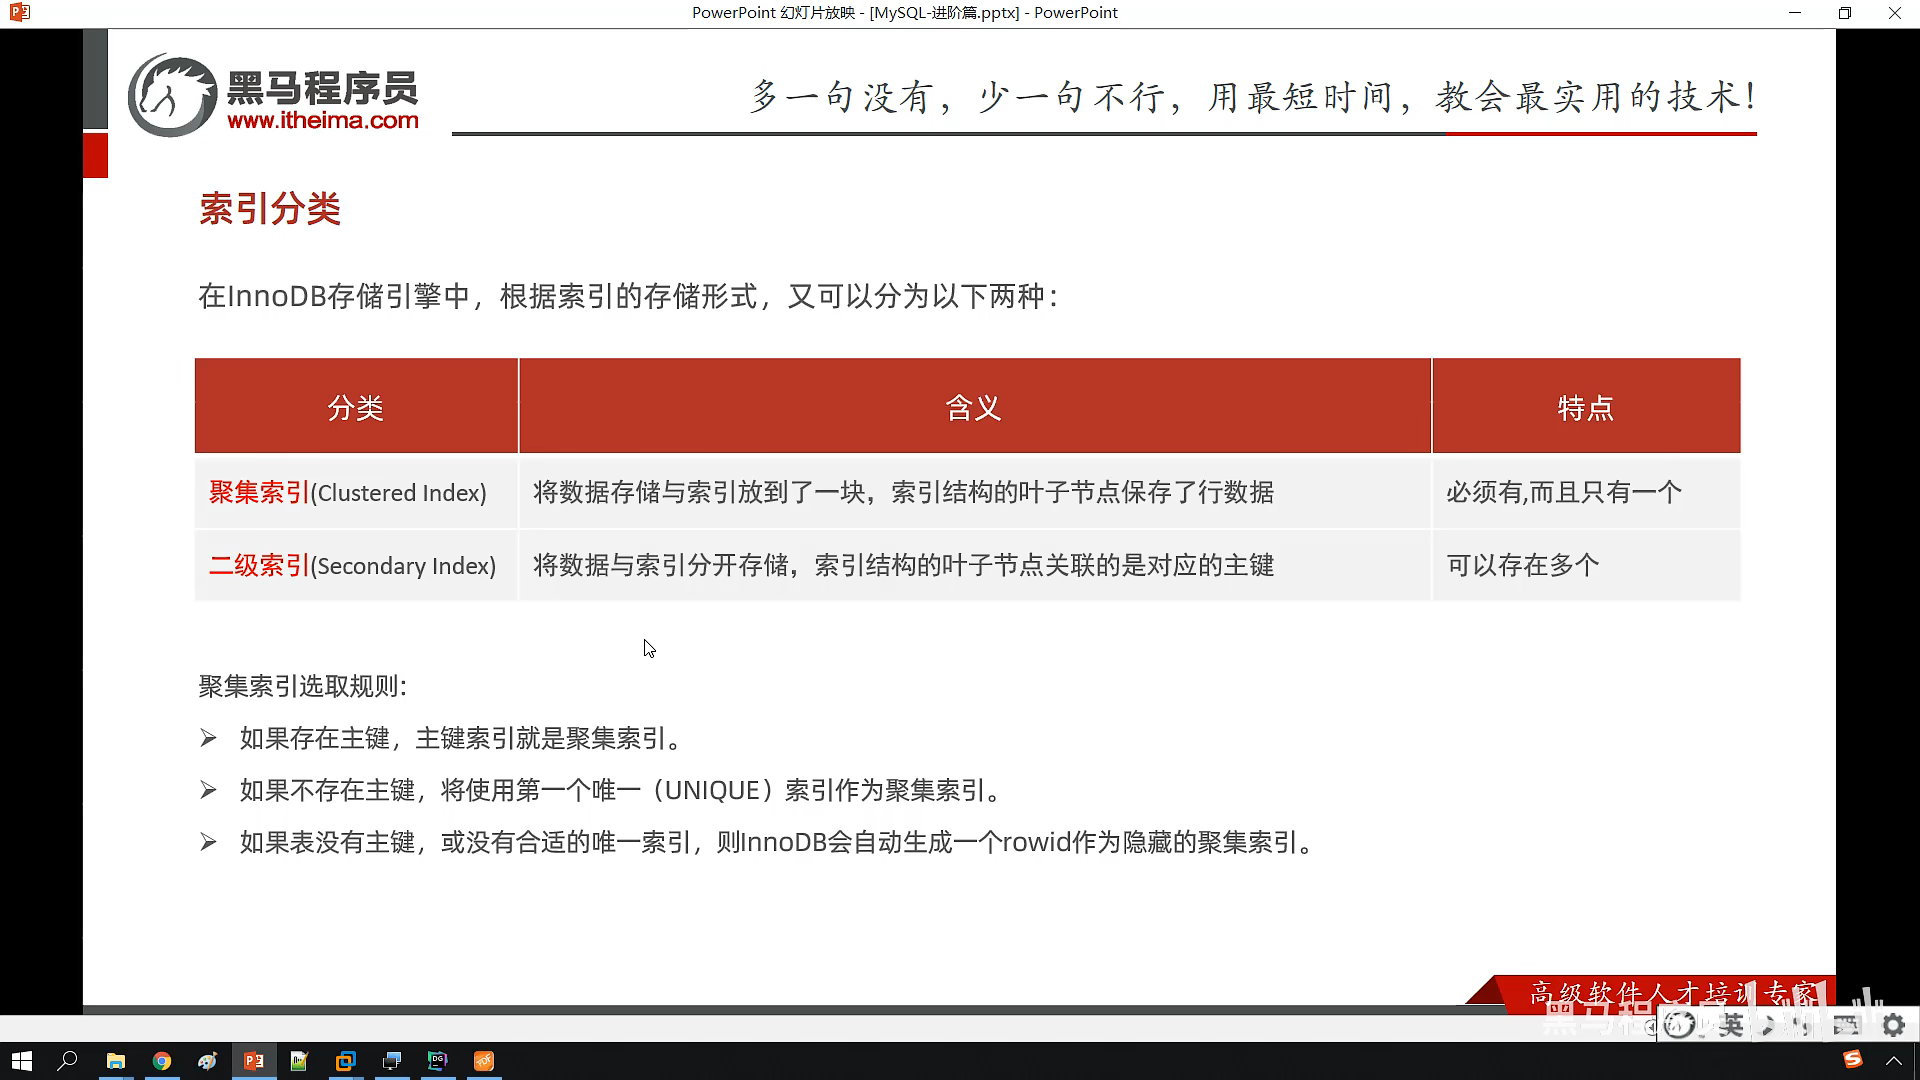 PowerPoint 幻灯片放映 - [MySQL-进阶篇.pptx] - PowerPoint
黑马程序员
www.itheima.com
多一句没有，少一句不行，用最短时间，教会最实用的技术！
索引分类
在InnoDB存储引擎中，根据索引的存储形式，又可以分为以下两种：
分类 含义 特点
聚集索引(Clustered Index) 将数据存储与索引放到了一块，索引结构的叶子节点保存了行数据 必须有,而且只有一个
二级索引(Secondary Index) 将数据与索引分开存储，索引结构的叶子节点关联的是对应的主键 可以存在多个
聚集索引选取规则:
如果存在主键，主键索引就是聚集索引。
如果不存在主键，将使用第一个唯一（UNIQUE）索引作为聚集索引。
如果表没有主键，或没有合适的唯一索引，则InnoDB会自动生成一个rowid作为隐藏的聚集索引。
高级软件人才培训专家
英